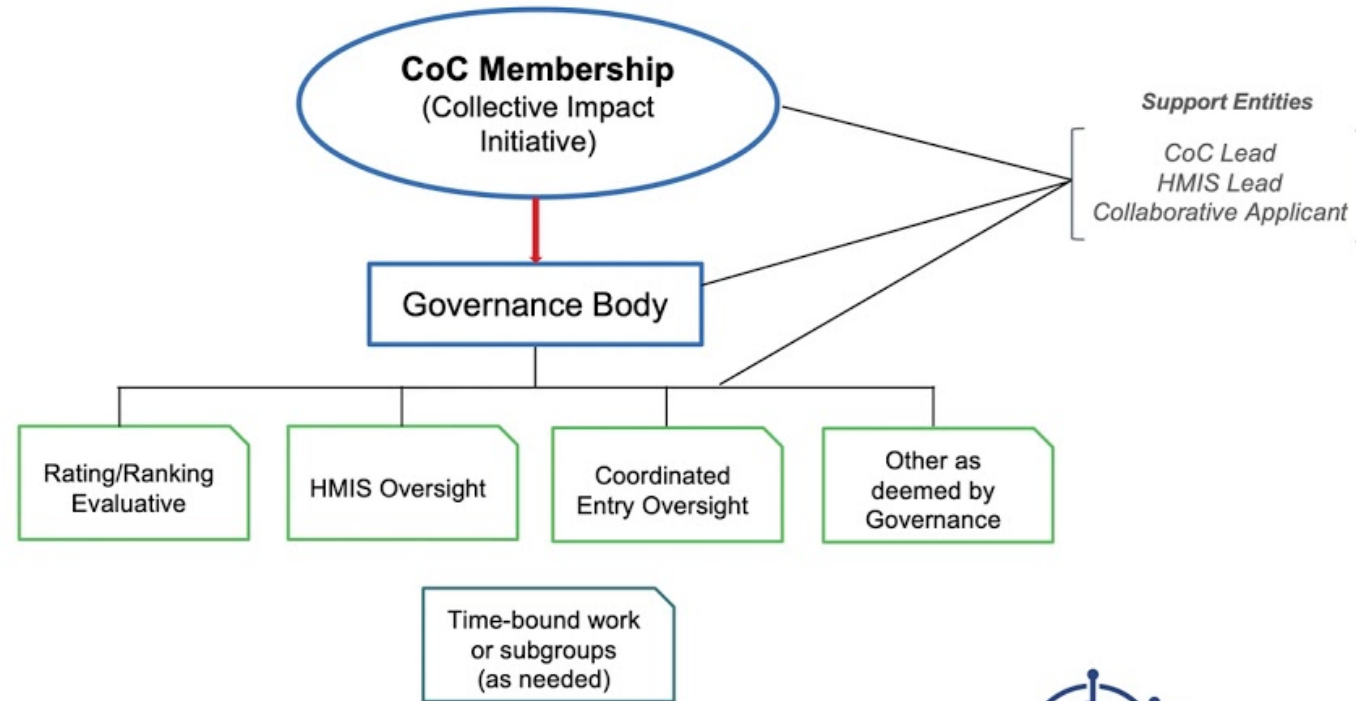 CoC Membership
(Collective Impact
Initiative)
Support Entities
CoC Lead
HMIS Lead
Collaborative Applicant
Governance Body
Rating/Ranking
Evaluative
HMIS Oversight
Coordinated
Entry Oversight
Other as
deemed by
Governance
Time-bound work
or subgroups
(as needed)